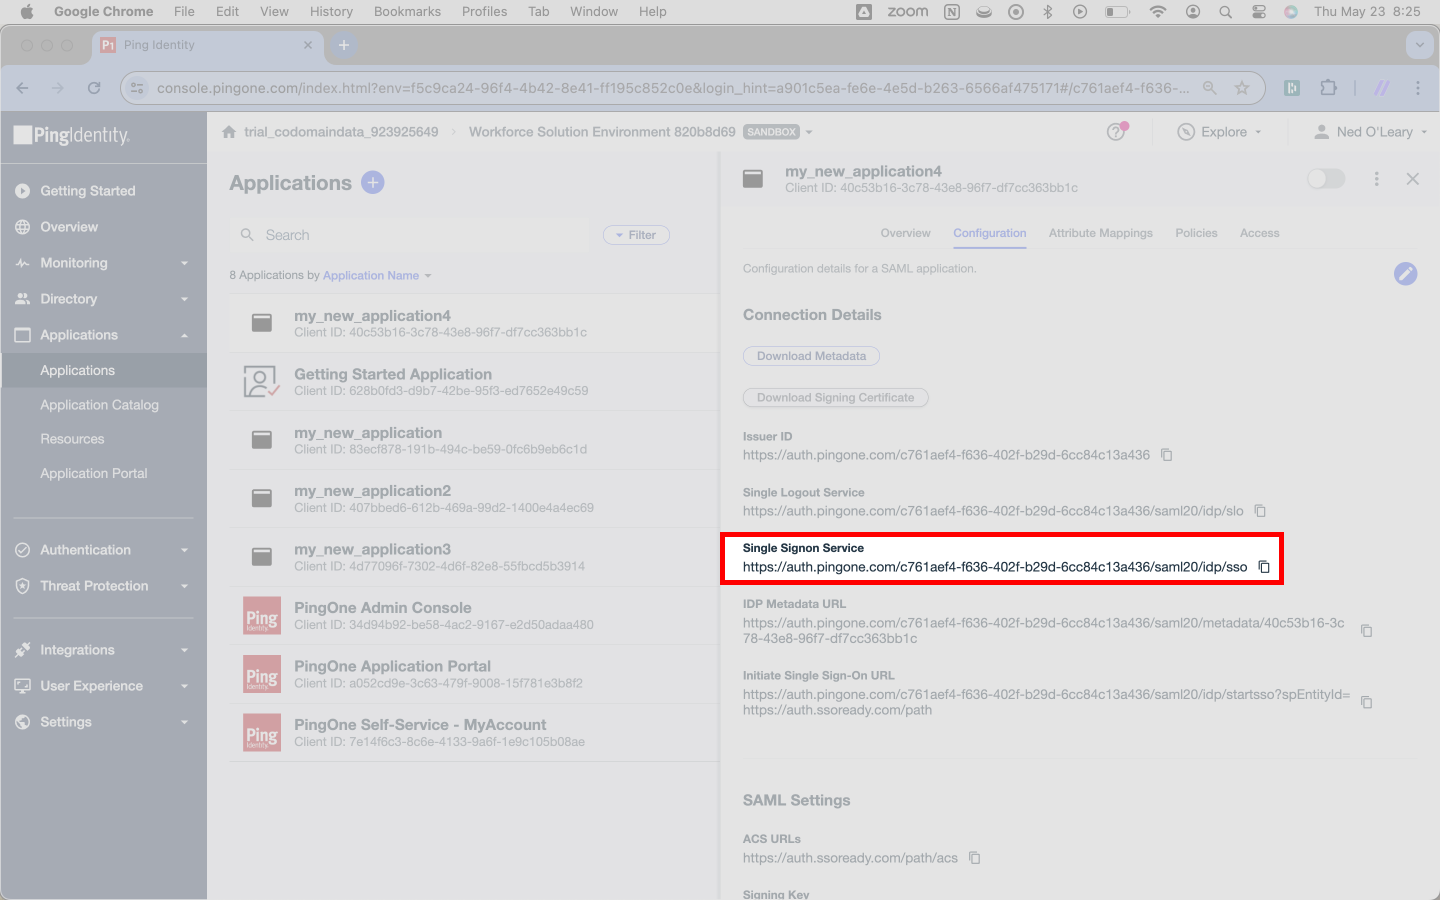 Google Chrome File Edit View History Bookmarks Profiles Tab Window Help zoom Thu May 23 8:25
P1 Ping Identity
console.pingone.com/index.html?env=f5c9ca24-96f4-4b42-8e41-ff195c852c0e&login_hint=a901c5ea-fe6e-4e5d-b263-6566af475171#/c761aef4-f636-...
PingIdentity.
trial_codomaindata_923925649 Workforce Solution Environment 820b8d69 SANDBOX
Explore Ned O'Leary
Getting Started
Overview
Monitoring
Directory
Applications
Applications
Application Catalog
Resources
Application Portal
Authentication
Threat Protection
Integrations
User Experience
Settings
Applications
Search Filter
8 Applications by Application Name
my_new_application4
Client ID: 40c53b16-3c78-43e8-96f7-df7cc363bb1c
Getting Started Application
Client ID: 628b0fd3-d9b7-42be-95f3-ed7652e49c59
my_new_application
Client ID: 83ecf878-191b-494c-be59-0fc6b9eb6c1d
my_new_application2
Client ID: 407bbed6-612b-469a-99d2-1400e4a4ec69
my_new_application3
Client ID: 4d77096f-7302-4d6f-82e8-55fbcd5b3914
Ping Identity
PingOne Admin Console
Client ID: 34d94b92-be58-4ac2-9167-e2d50adaa480
Ping Identity
PingOne Application Portal
Client ID: a052cd9e-3c63-479f-9008-15f781e3b8f2
Ping Identity
PingOne Self-Service - MyAccount
Client ID: 7e14f6c3-8c6e-4133-9a6f-1e9c105b08ae
my_new_application4
Client ID: 40c53b16-3c78-43e8-96f7-df7cc363bb1c
Overview Configuration Attribute Mappings Policies Access
Configuration details for a SAML application.
Connection Details
Download Metadata
Download Signing Certificate
Issuer ID
https://auth.pingone.com/c761aef4-f636-402f-b29d-6cc84c13a436
Single Logout Service
https://auth.pingone.com/c761aef4-f636-402f-b29d-6cc84c13a436/saml20/idp/slo
Single Signon Service
https://auth.pingone.com/c761aef4-f636-402f-b29d-6cc84c13a436/saml20/idp/sso
IDP Metadata URL
https://auth.pingone.com/c761aef4-f636-402f-b29d-6cc84c13a436/saml20/metadata/40c53b16-3c
78-43e8-96f7-df7cc363bb1c
Initiate Single Sign-On URL
https://auth.pingone.com/c761aef4-f636-402f-b29d-6cc84c13a436/saml20/idp/startsso?spEntityId=
https://auth.ssoready.com/path
SAML Settings
ACS URLs
https://auth.ssoready.com/path/acs
Signing Key